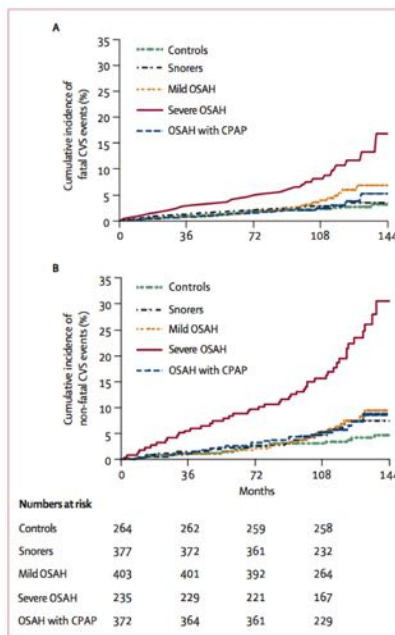 A
35
30
25
20
15
10
5
0
Cumulative incidence of
fatal CVS events (%)
Controls
Snorers
Mild OSAH
Severe OSAH
OSAH with CPAP
0 36 72 108 144
B
35
30
25
20
15
10
5
0
Cumulative incidence of
non-fatal CVS events (%)
Controls
Snorers
Mild OSAH
Severe OSAH
OSAH with CPAP
0 36 72 108 144
Months
Numbers at risk
Controls 264 262 259 258
Snorers 377 372 361 232
Mild OSAH 403 401 392 264
Severe OSAH 235 229 221 167
OSAH with CPAP 372 364 361 229